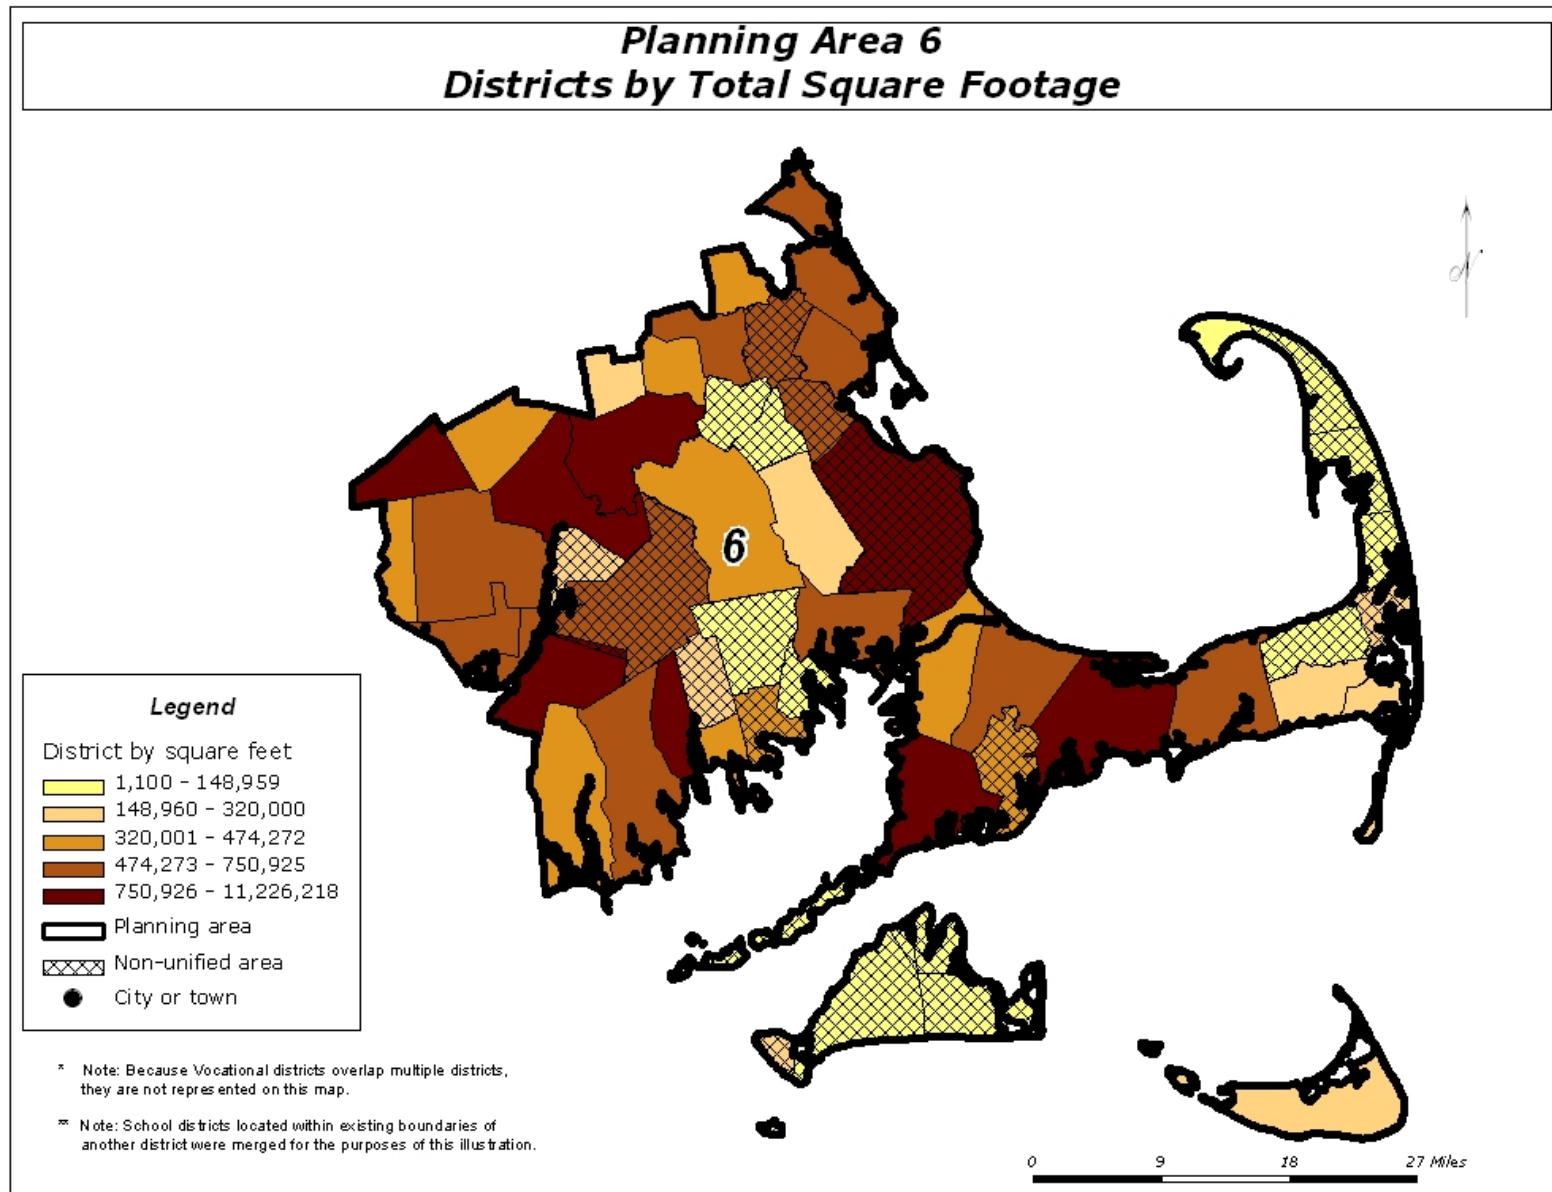 Planning Area 6
Districts by Total Square Footage
N
6
Legend
District by square feet
1,100 - 148,959
148,960 - 320,000
320,001 - 474,272
474,273 - 750,925
750,926 - 11,226,218
Planning area
Non-unified area
City or town
* Note: Because Vocational districts overlap multiple districts,
they are not represented on this map.
** Note: School districts located within existing boundaries of
another district were merged for the purposes of this illustration.
0 9 18 27 Miles